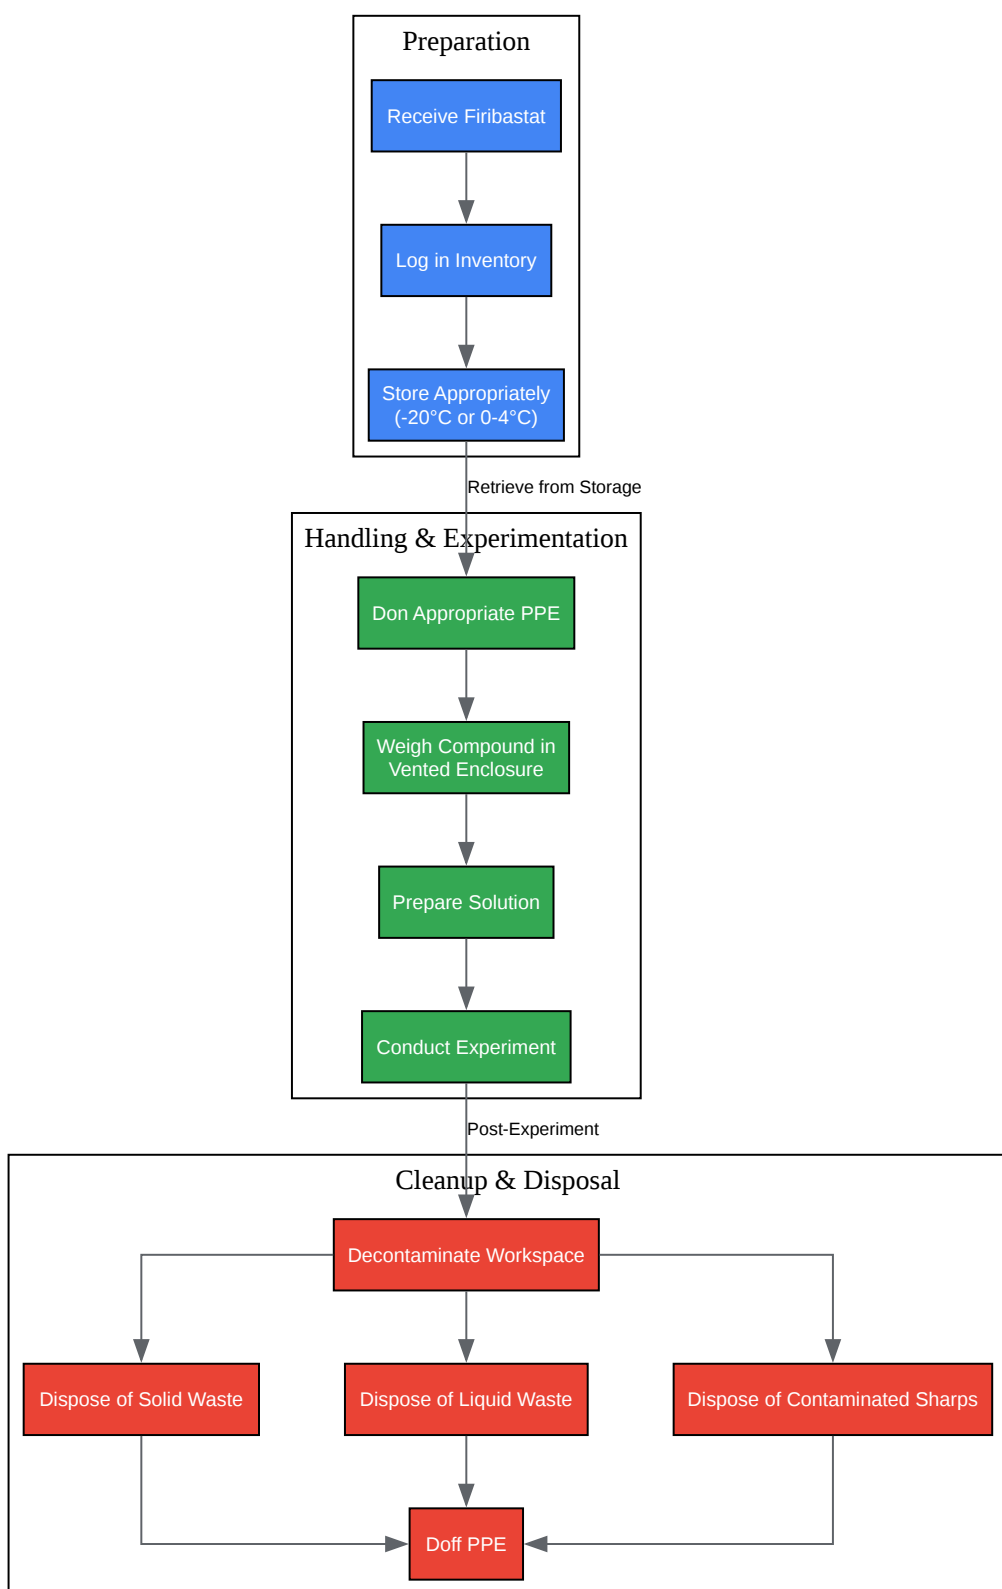 Preparation
Receive Firibastat
Log in Inventory
Store Appropriately
(-20°C or 0-4°C)
Retrieve from Storage
Handling & Experimentation
Don Appropriate PPE
Weigh Compound in
Vented Enclosure
Prepare Solution
Conduct Experiment
Post-Experiment
Cleanup & Disposal
Decontaminate Workspace
Dispose of Solid Waste
Dispose of Liquid Waste
Dispose of Contaminated Sharps
Doff PPE